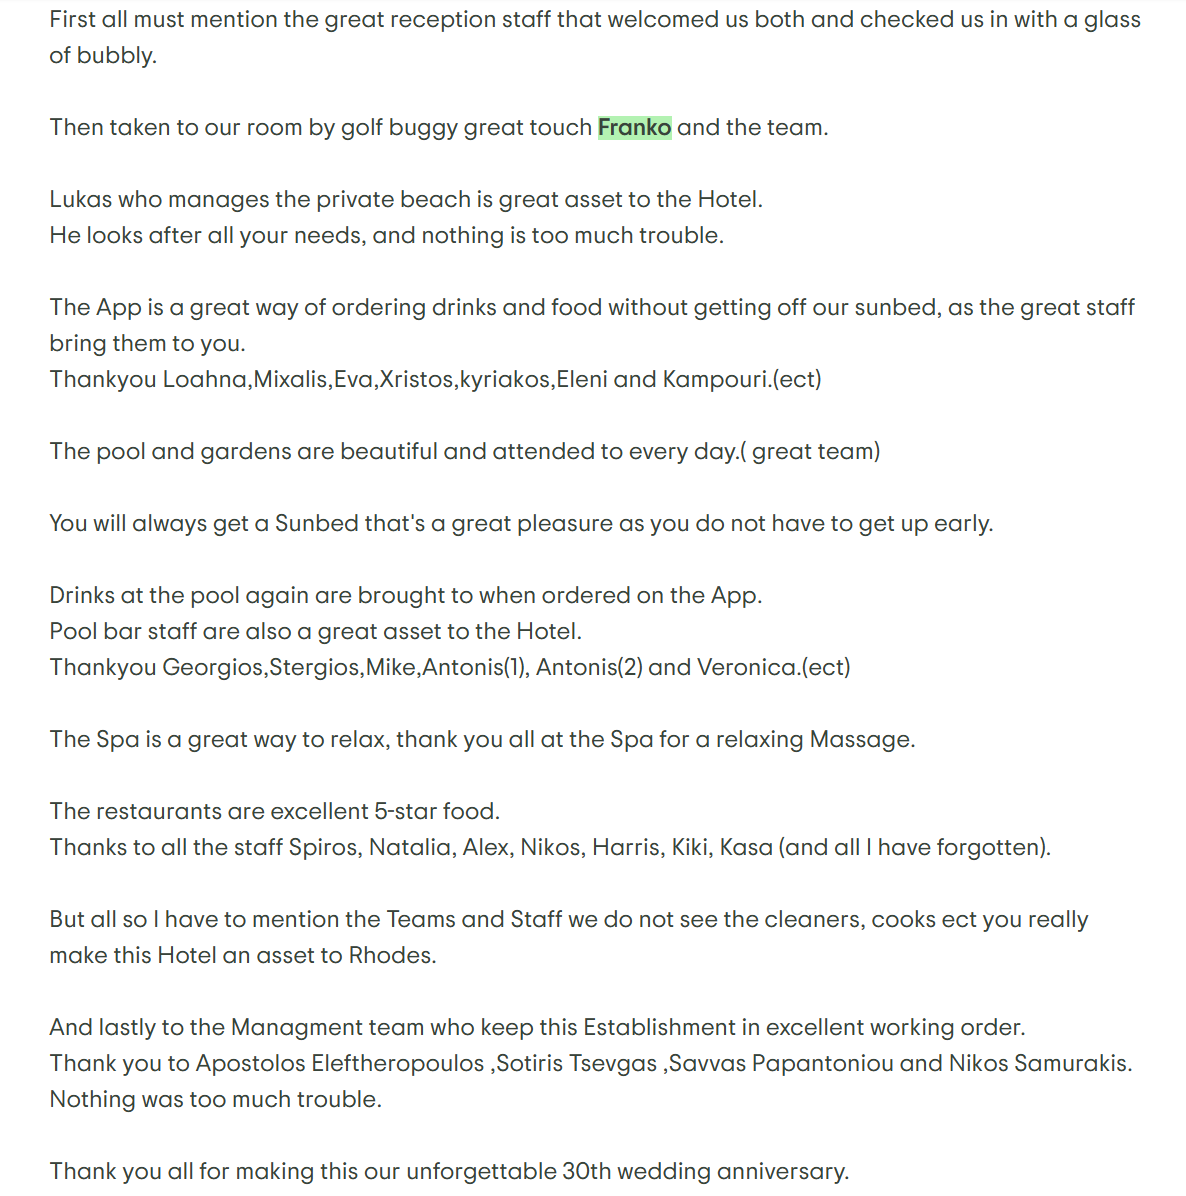 First all must mention the great reception staff that welcomed us both and checked us in with a glass
of bubbly.
Then taken to our room by golf buggy great touch Franko and the team.
Lukas who manages the private beach is great asset to the Hotel.
He looks after all your needs, and nothing is too much trouble.
The App is a great way of ordering drinks and food without getting off our sunbed, as the great staff
bring them to you.
Thankyou Loahna,Mixalis,Eva,Xristos,kyriakos,Eleni and Kampouri.(ect)
The pool and gardens are beautiful and attended to every day.( great team)
You will always get a Sunbed that's a great pleasure as you do not have to get up early.
Drinks at the pool again are brought to when ordered on the App.
Pool bar staff are also a great asset to the Hotel.
Thankyou Georgios,Stergios,Mike,Antonis(1), Antonis(2) and Veronica.(ect)
The Spa is a great way to relax, thank you all at the Spa for a relaxing Massage.
The restaurants are excellent 5-star food.
Thanks to all the staff Spiros, Natalia, Alex, Nikos, Harris, Kiki, Kasa (and all I have forgotten).
But all so I have to mention the Teams and Staff we do not see the cleaners, cooks ect you really
make this Hotel an asset to Rhodes.
And lastly to the Managment team who keep this Establishment in excellent working order.
Thank you to Apostolos Eleftheropoulos ,Sotiris Tsevgas ,Savvas Papantoniou and Nikos Samurakis.
Nothing was too much trouble.
Thank you all for making this our unforgettable 30th wedding anniversary.